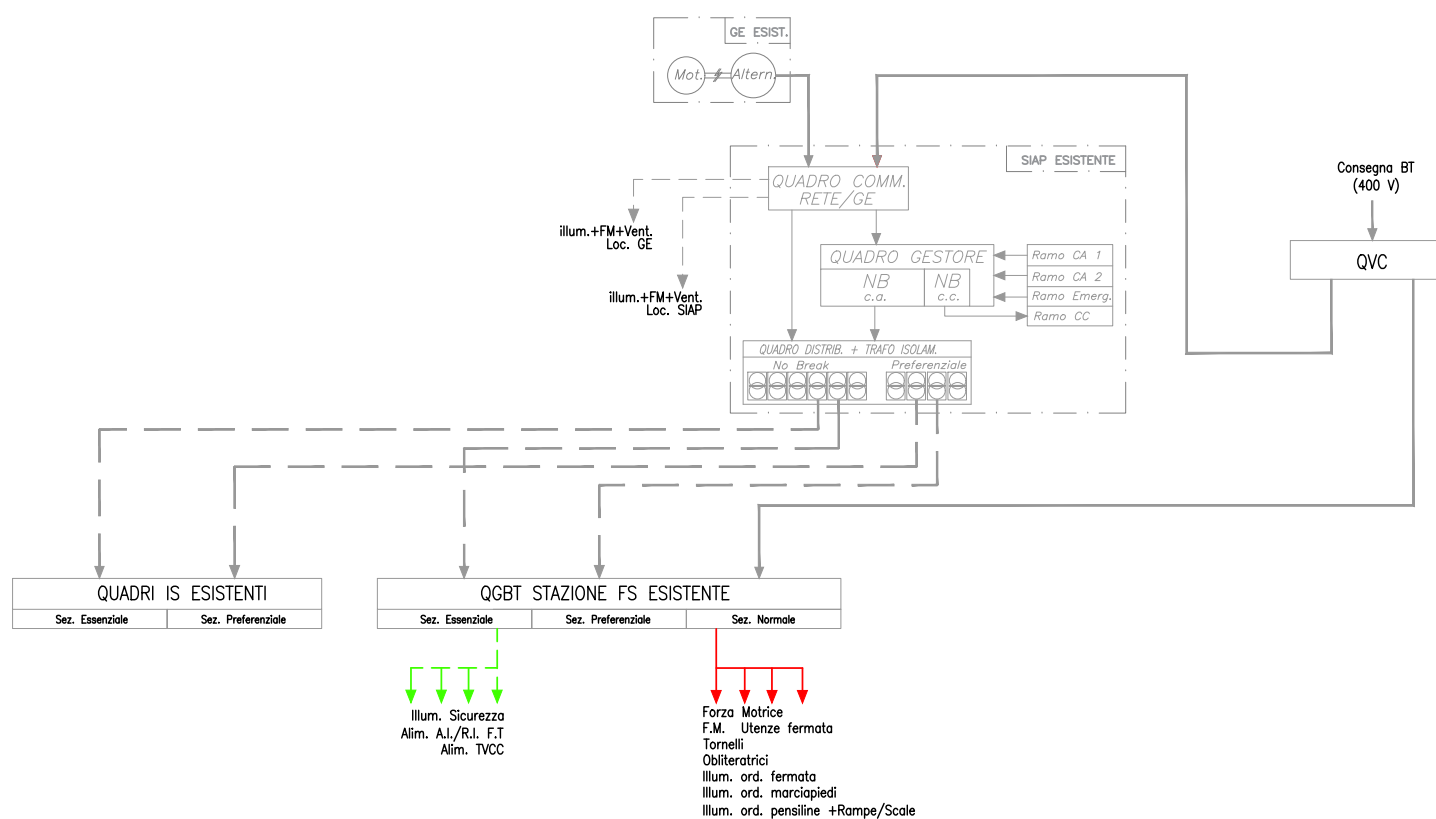 GE ESIST.
Mot.
Altern.
SIAP ESISTENTE
Consegna BT
(400 V)
QUADRO COMM.
RETE/GE
illum.+FM+Vent.
Loc. GE
QVC
QUADRO GESTORE
NB
c.a.
NB
c.c.
Ramo CA 1
Ramo CA 2
Ramo Emerg.
Ramo CC
illum.+FM+Vent.
Loc. SIAP
QUADRO DISTRIB. + TRAFO ISOLAM.
No Break
Preferenziale
QUADRI IS ESISTENTI
Sez. Essenziale
Sez. Preferenziale
QGBT STAZIONE FS ESISTENTE
Sez. Essenziale
Sez. Preferenziale
Sez. Normale
Illum. Sicurezza
Alim. A.I./R.I. F.T
Alim. TVCC
Forza Motrice
F.M. Utenze fermata
Tornelli
Obliteratrici
Illum. ord. fermata
Illum. ord. marciapiedi
Illum. ord. pensiline +Rampe/Scale